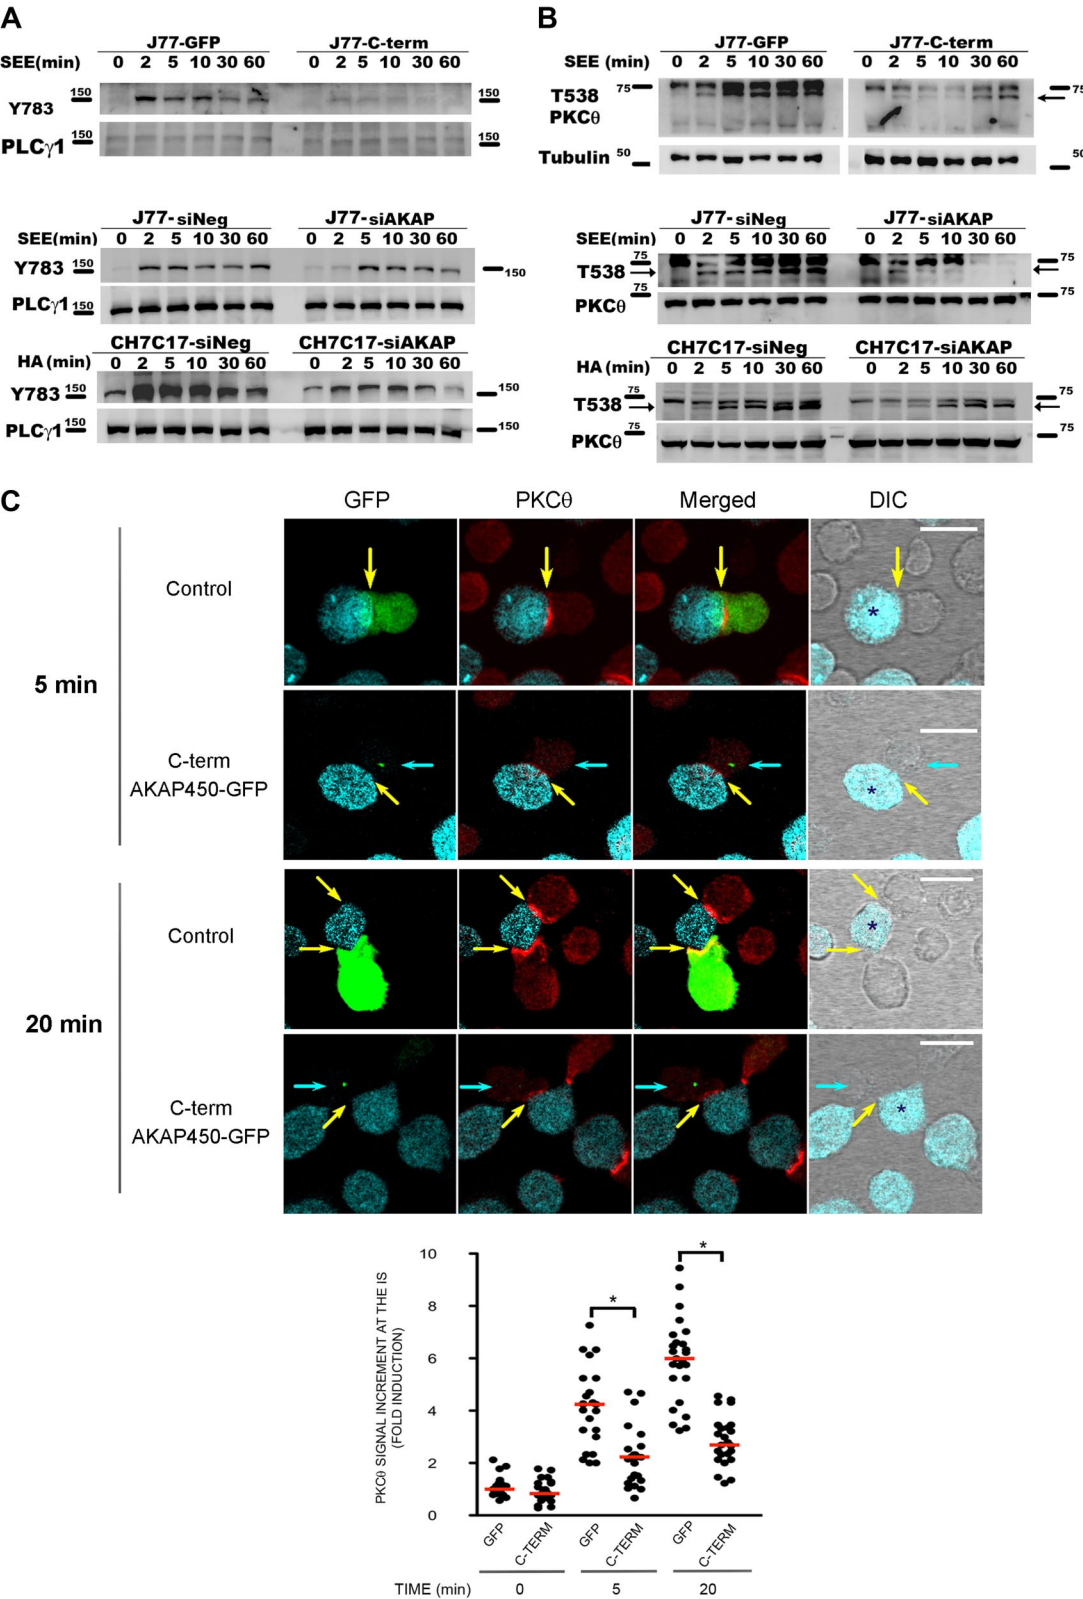 A
J77-GFP J77-C-term
SEE(min) 0 2 5 10 30 60 0 2 5 10 30 60
Y783 150 150
PLCγ1 150 150
J77-siNeg J77-siAKAP
SEE(min) 0 2 5 10 30 60 0 2 5 10 30 60
Y783 150 150
PLCγ1 150
CH7C17-siNeg CH7C17-siAKAP
HA (min) 0 2 5 10 30 60 0 2 5 10 30 60
Y783 150 150
PLCγ1 150 150
B
J77-GFP J77-C-term
SEE (min) 0 2 5 10 30 60 0 2 5 10 30 60
T538 75 75
PKCθ
Tubulin 50 50
J77-siNeg J77-siAKAP
SEE(min) 0 2 5 10 30 60 0 2 5 10 30 60
T538 75 75
PKCθ 75 75
CH7C17-siNeg CH7C17-siAKAP
HA (min) 0 2 5 10 30 60 0 2 5 10 30 60
T538 75 75
PKCθ 75 75
C
GFP PKCθ Merged DIC
Control
*
5 min
C-term
AKAP450-GFP
*
Control
*
20 min
C-term
AKAP450-GFP
*
PKCθ SIGNAL INCREMENT AT THE IS
(FOLD INDUCTION)
10
8
6
4
2
0
* *
GFP C-TERM GFP C-TERM GFP C-TERM
TIME (min) 0 5 20